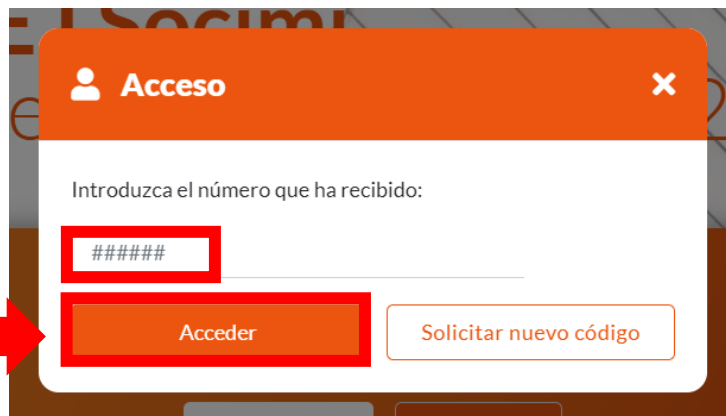 Acceso
Introduzca el número que ha recibido:
######
Acceder
Solicitar nuevo código